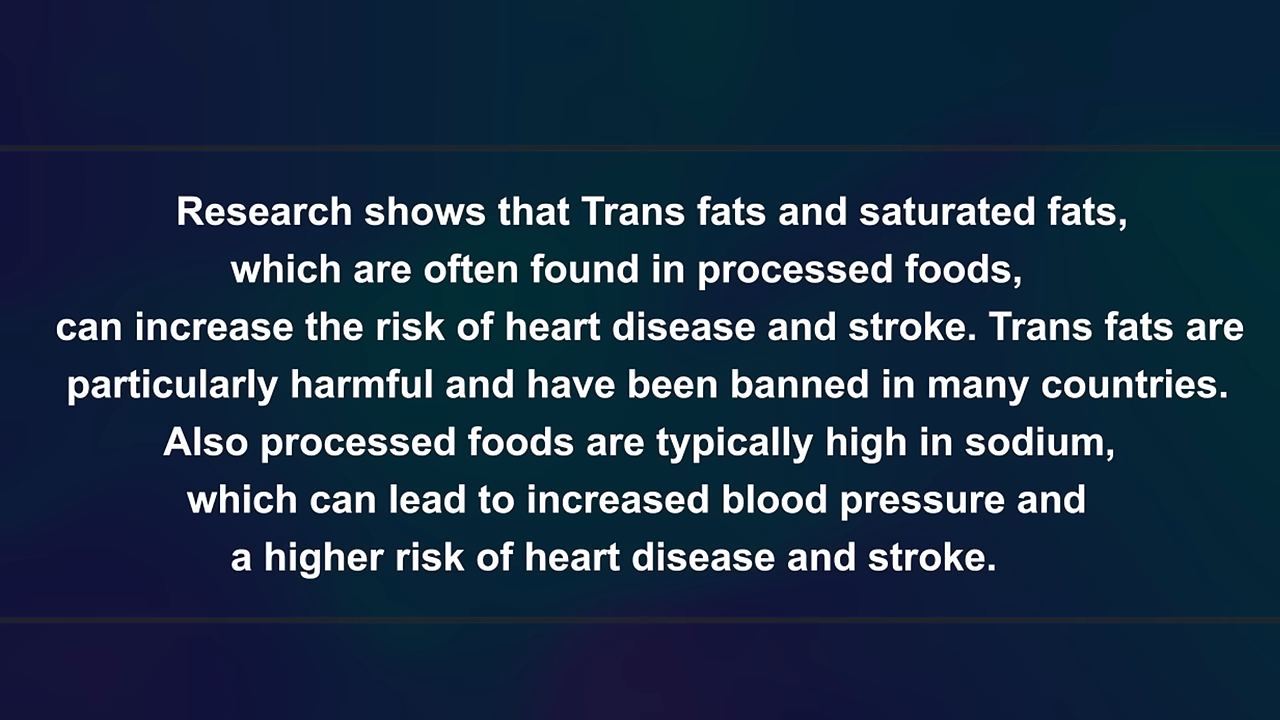 Research shows that Trans fats and saturated fats,
which are often found in processed foods,
can increase the risk of heart disease and stroke. Trans fats are
particularly harmful and have been banned in many countries.
Also processed foods are typically high in sodium,
which can lead to increased blood pressure and
a higher risk of heart disease and stroke.